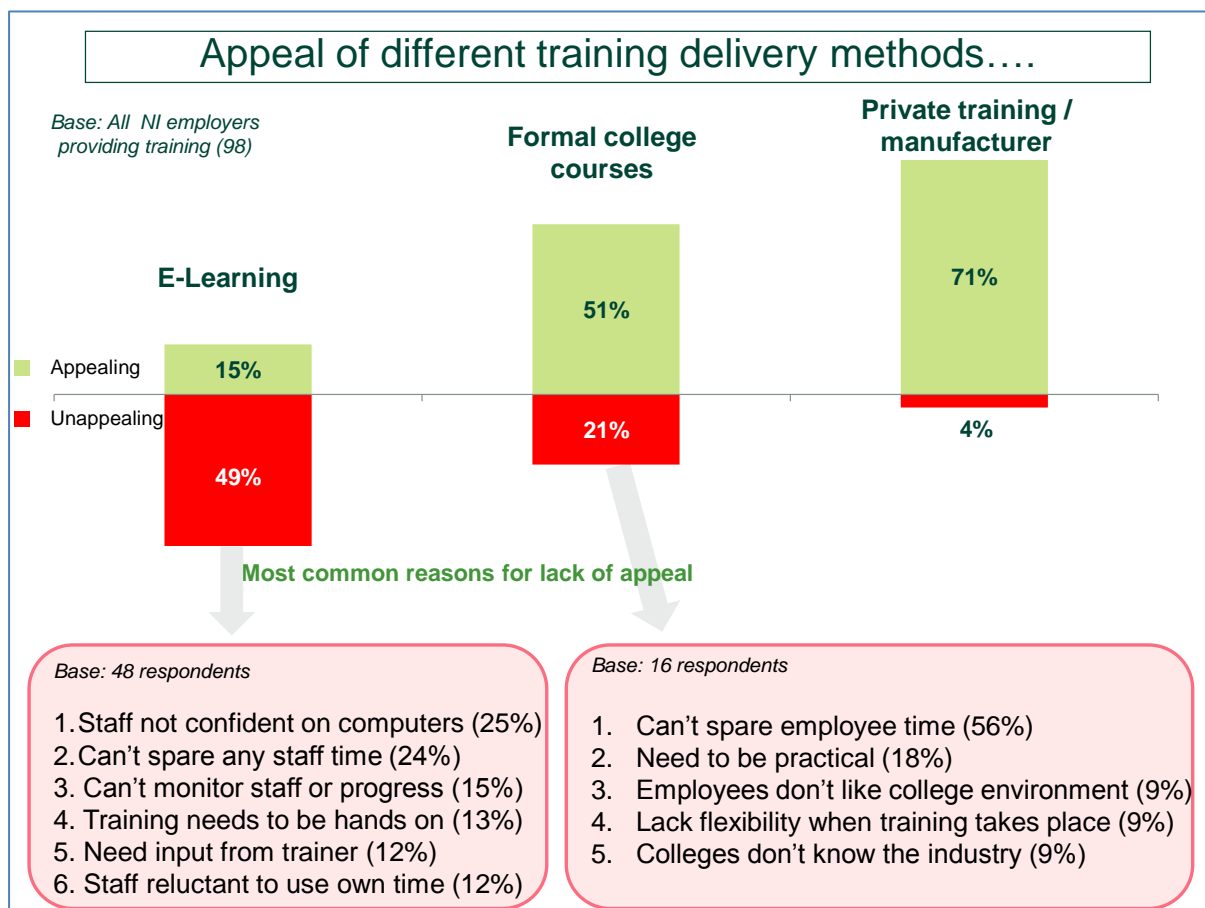 Appeal of different training delivery methods….
Base: All  NI employers
providing training (98)
Formal college
courses
Private training /
manufacturer
E-Learning
71%
51%
Appealing
15%
Unappealing
21%
4%
49%
Most common reasons for lack of appeal
Base: 48 respondents
1. Staff not confident on computers (25%)
2. Can’t spare any staff time (24%)
3. Can’t monitor staff or progress (15%)
4. Training needs to be hands on (13%)
5. Need input from trainer (12%)
6. Staff reluctant to use own time (12%)
Base: 16 respondents
1. Can’t spare employee time (56%)
2. Need to be practical (18%)
3. Employees don’t like college environment (9%)
4. Lack flexibility when training takes place (9%)
5. Colleges don’t know the industry (9%)